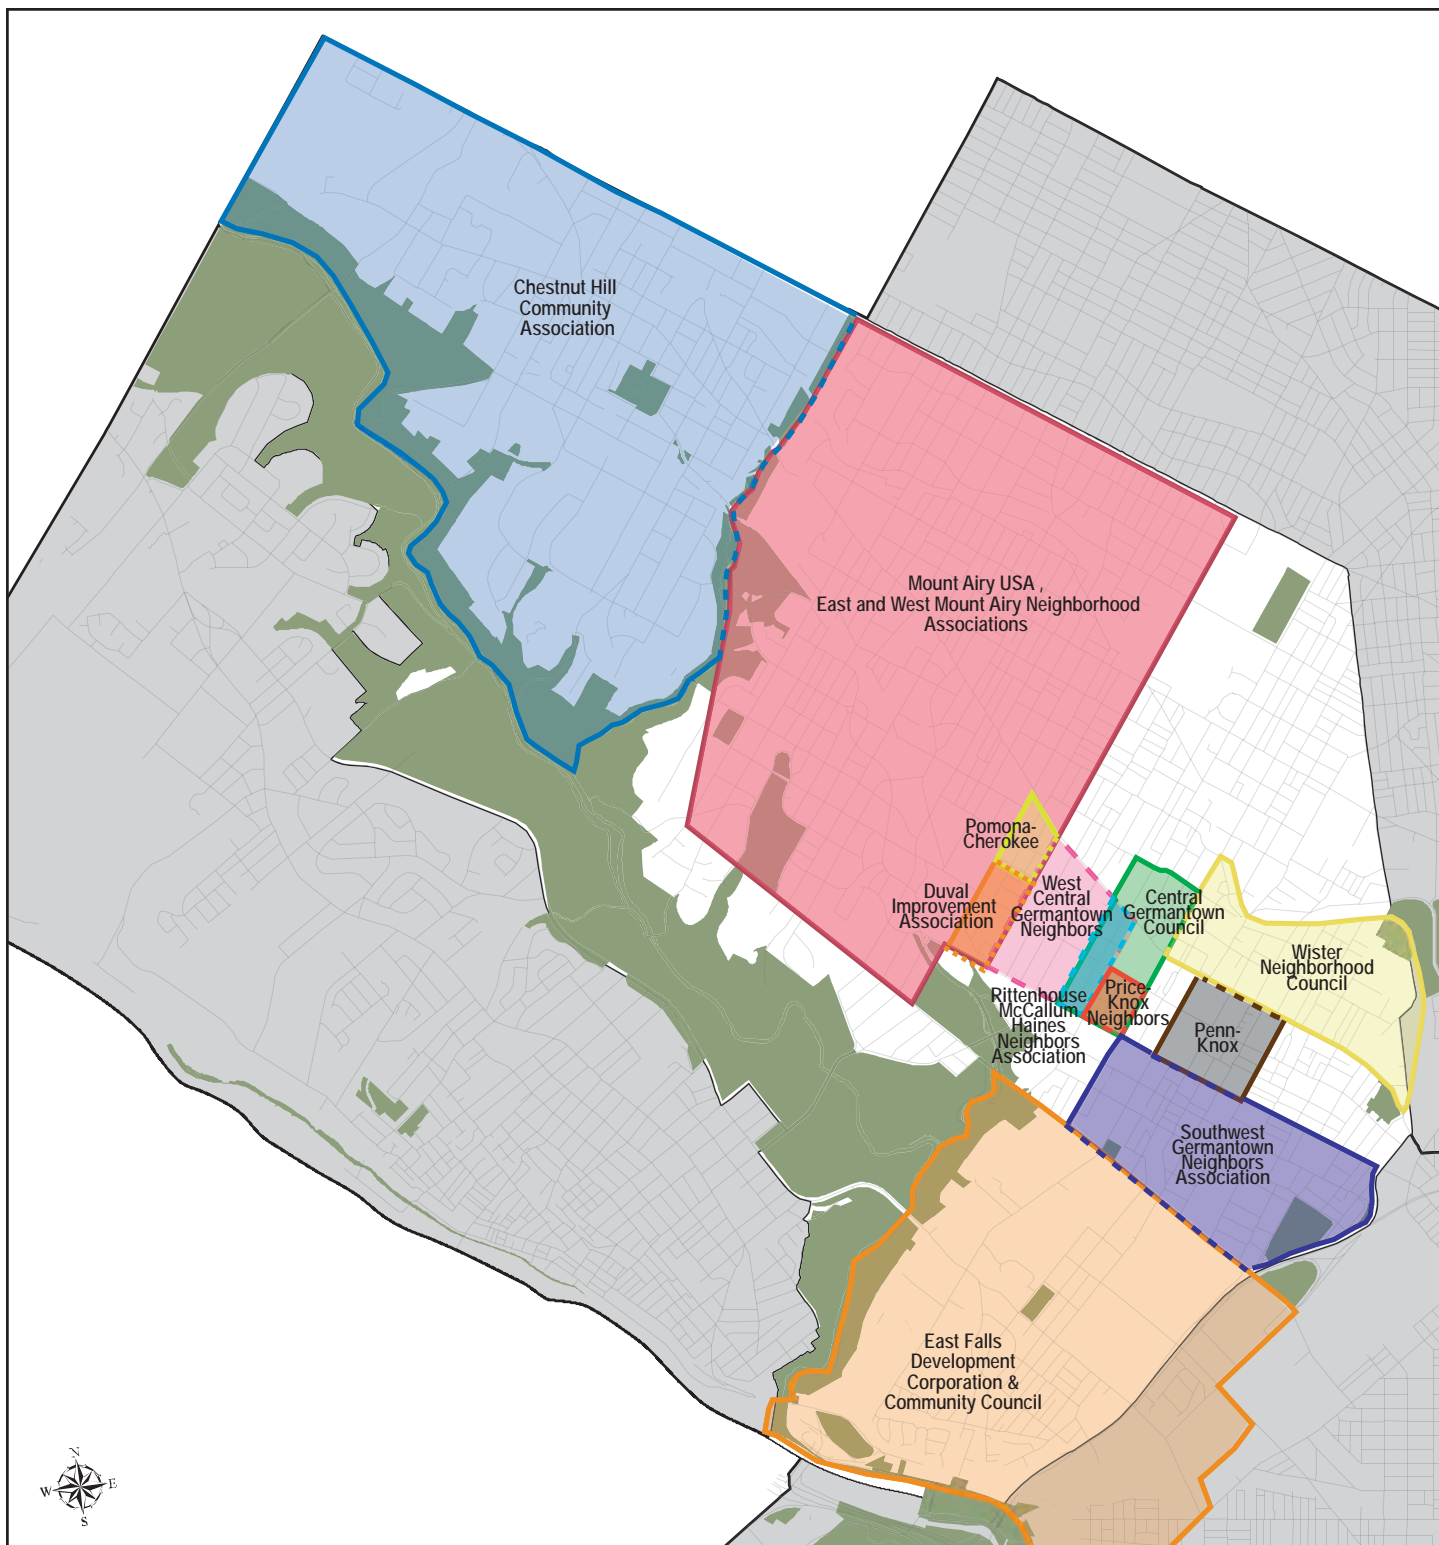 Chestnut Hill
Community
Association
Mount Airy USA ,
East and West Mount Airy Neighborhood
Associations
Pomona-
Cherokee
Duval
Improvement
Association
West
Central
Germantown
Neighbors
Central
Germantown
Council
Wister
Neighborhood
Council
Rittenhouse
McCallum
Haines
Neighbors
Association
Price-
Knox
Neighbors
Penn-
Knox
Southwest
Germantown
Neighbors
Association
East Falls
Development
Corporation &
Community Council
N
W E
S